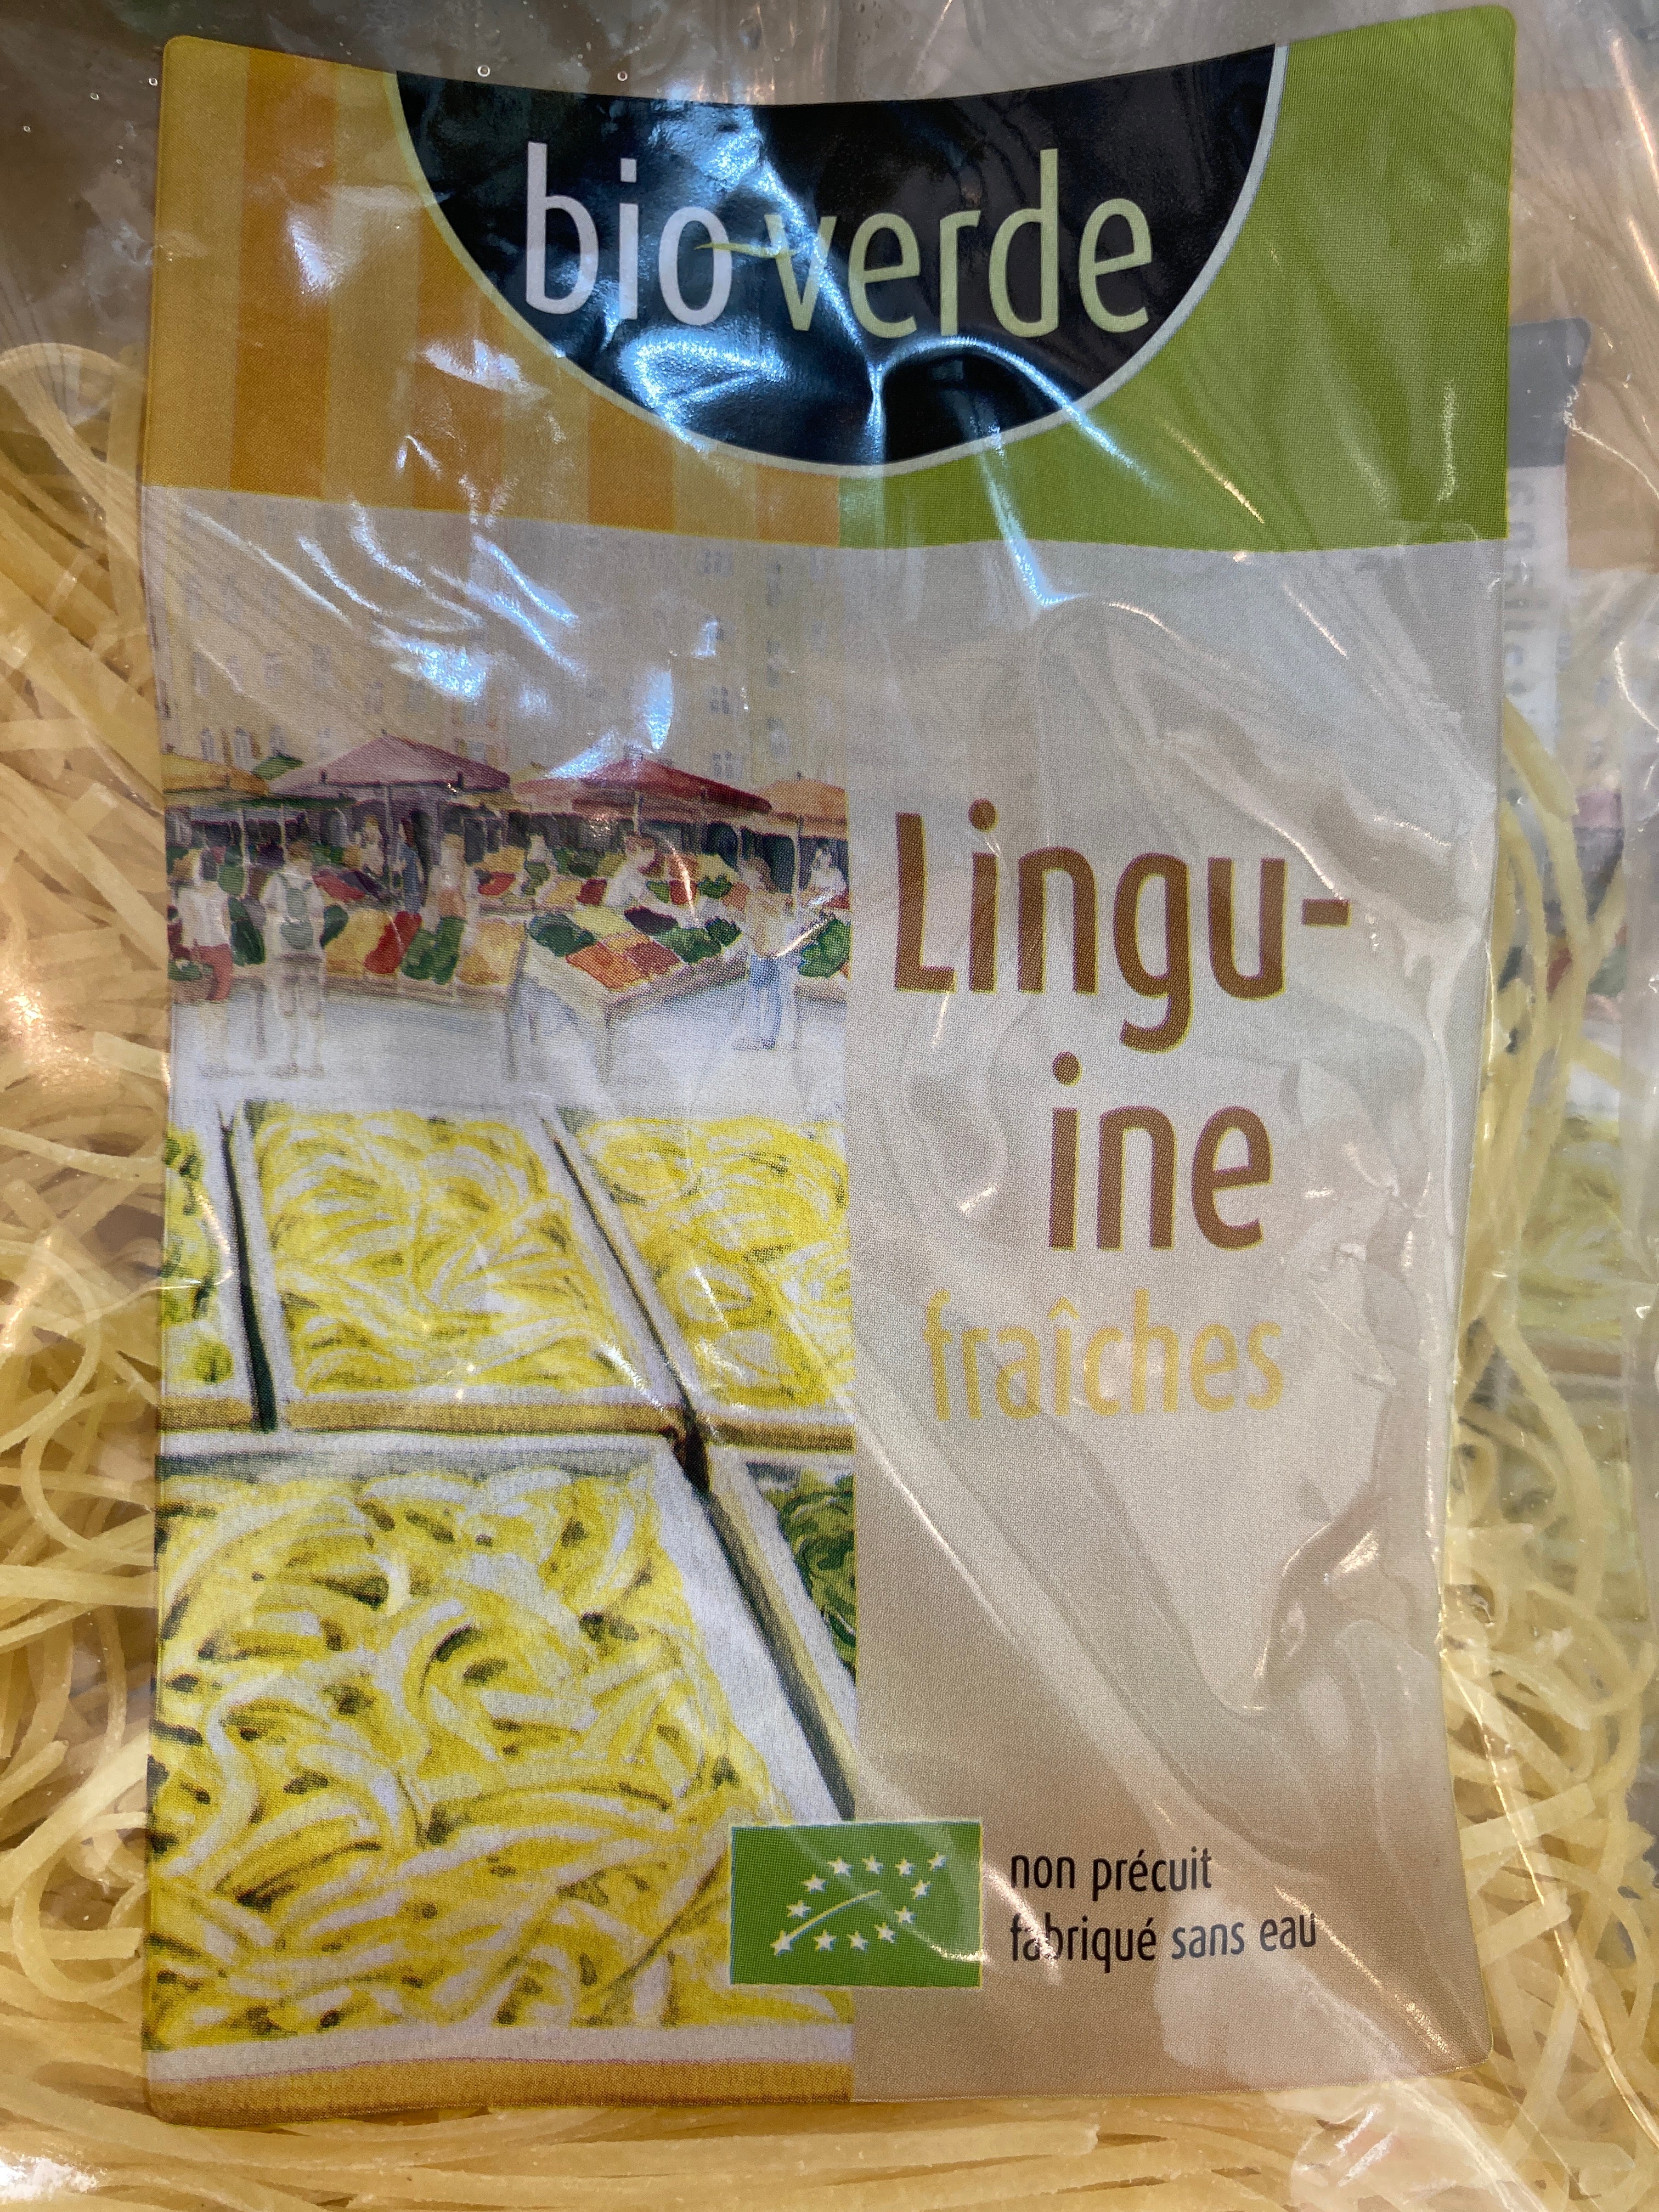 bio verde
Lingu-
ine
fraîches
non précuit
fabriqué sans eau